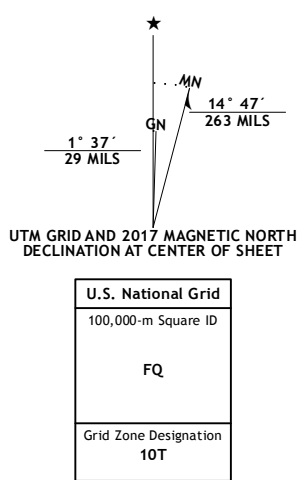 MN
GN
1° 37´
29 MILS
14° 47´
263 MILS
UTM GRID AND 2017 MAGNETIC NORTH
DECLINATION AT CENTER OF SHEET
U.S. National Grid
100,000-m Square ID
FQ
Grid Zone Designation
10T